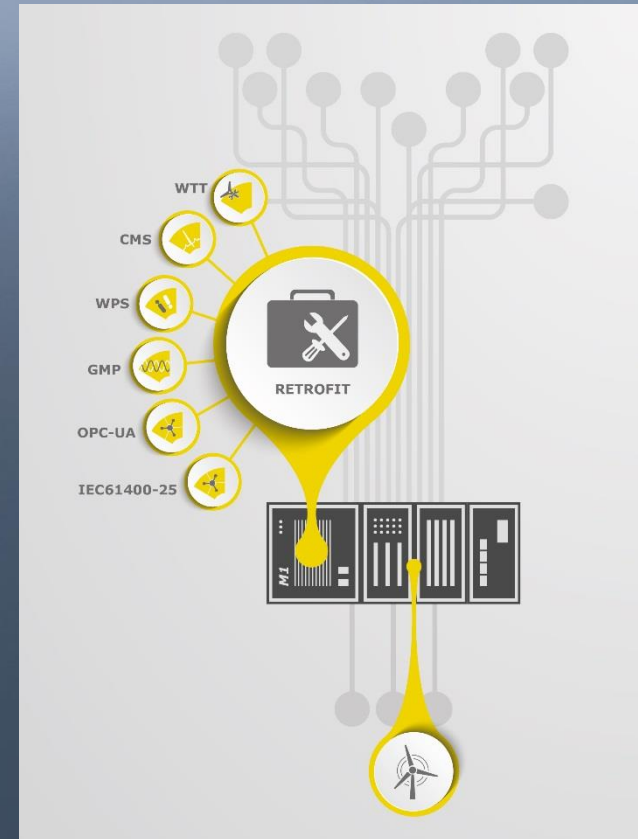 WTT
CMS
WPS
GMP
OPC-UA
IEC61400-25
RETROFIT
M1